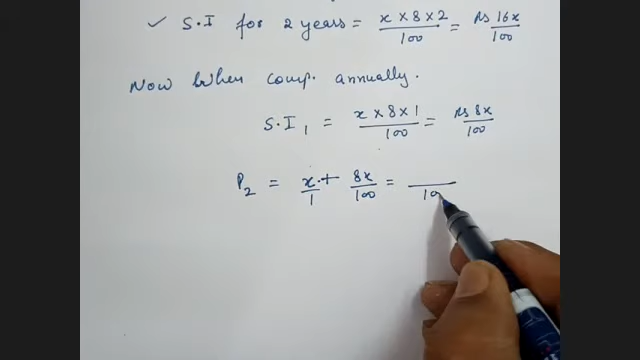 ✓ S.I for 2 years = x × 8 × 2 / 100 = Rs 16x / 100
Now when comp. annually.
S.I₁ = x × 8 × 1 / 100 = Rs 8x / 100
P₂ = x / 1 + 8x / 100 = / 10